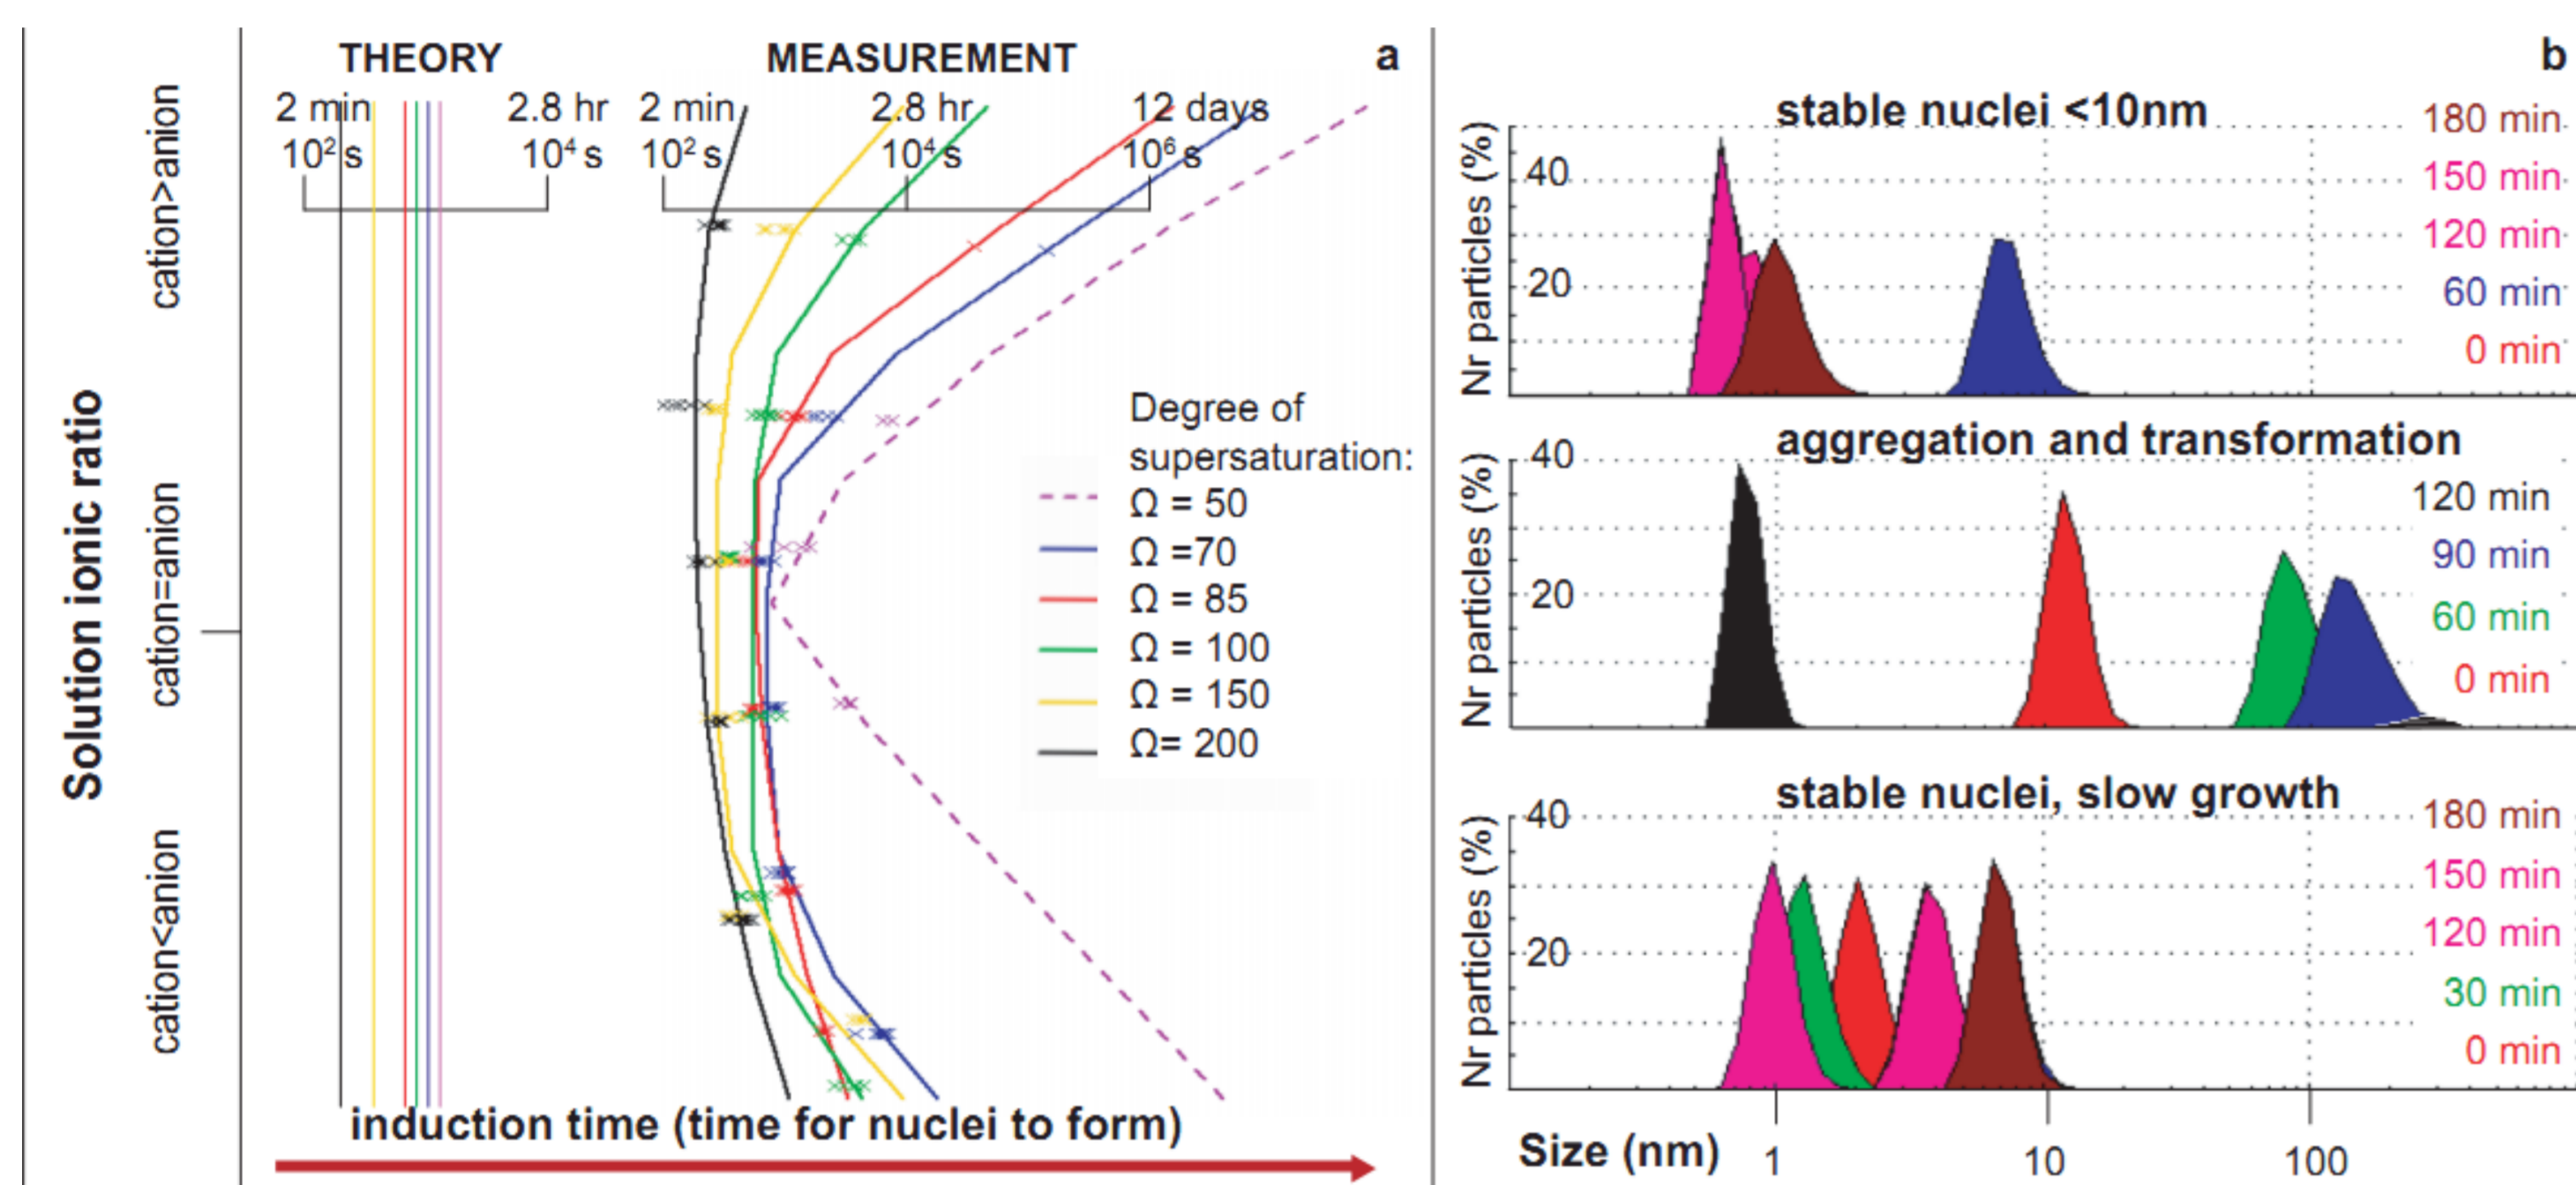 THEORY
MEASUREMENT
a
2 min
2.8 hr
2 min
2.8 hr
12 days
10² s
10⁴ s
10² s
10⁴ s
10⁶ s
Solution ionic ratio
cation>anion
cation=anion
cation<anion
Degree of
supersaturation:
Ω = 50
Ω =70
Ω = 85
Ω = 100
Ω = 150
Ω= 200
induction time (time for nuclei to form)
b
stable nuclei <10nm
Nr particles (%)
40
20
180 min
150 min
120 min
60 min
0 min
aggregation and transformation
Nr particles (%)
40
20
120 min
90 min
60 min
0 min
stable nuclei, slow growth
Nr particles (%)
40
20
180 min
150 min
120 min
30 min
0 min
Size (nm)
1
10
100